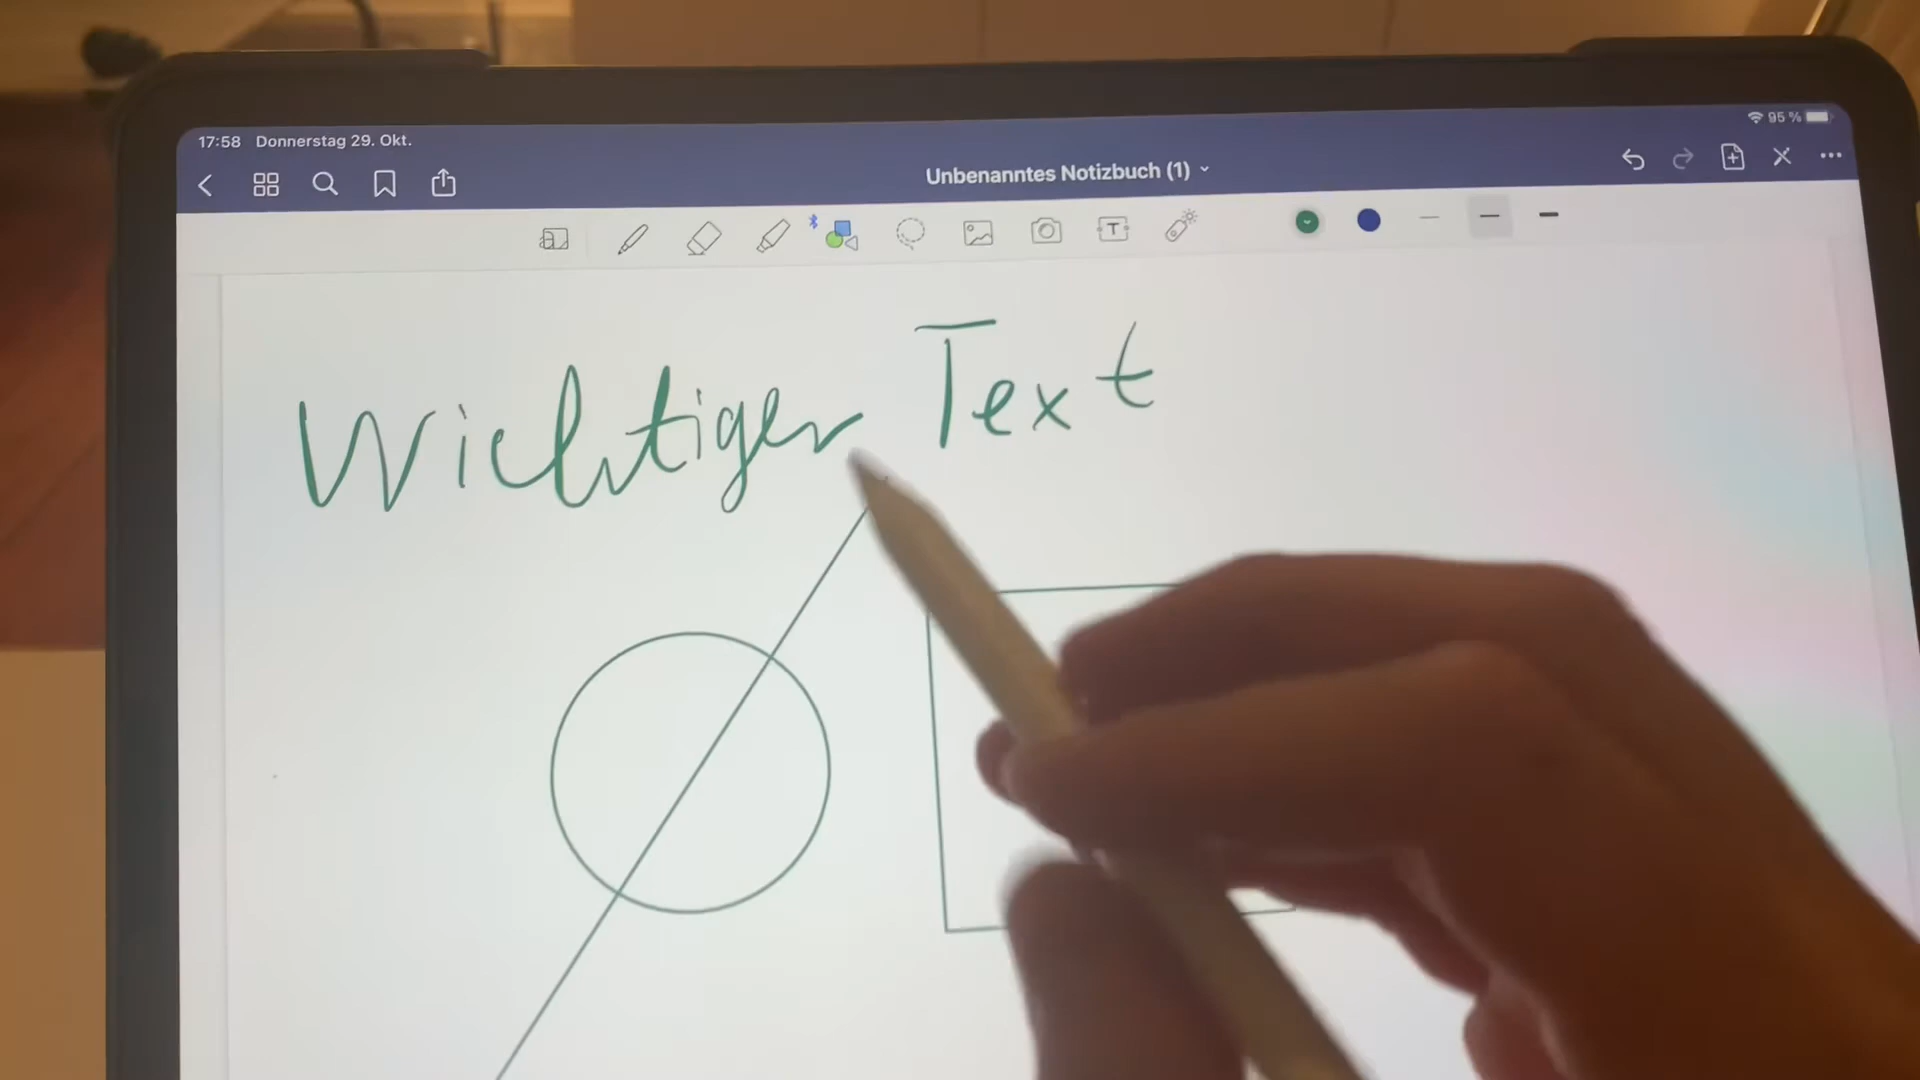 17:58 Donnerstag 29. Okt.
95 %
Unbenanntes Notizbuch (1)
T
Wichtiger Text